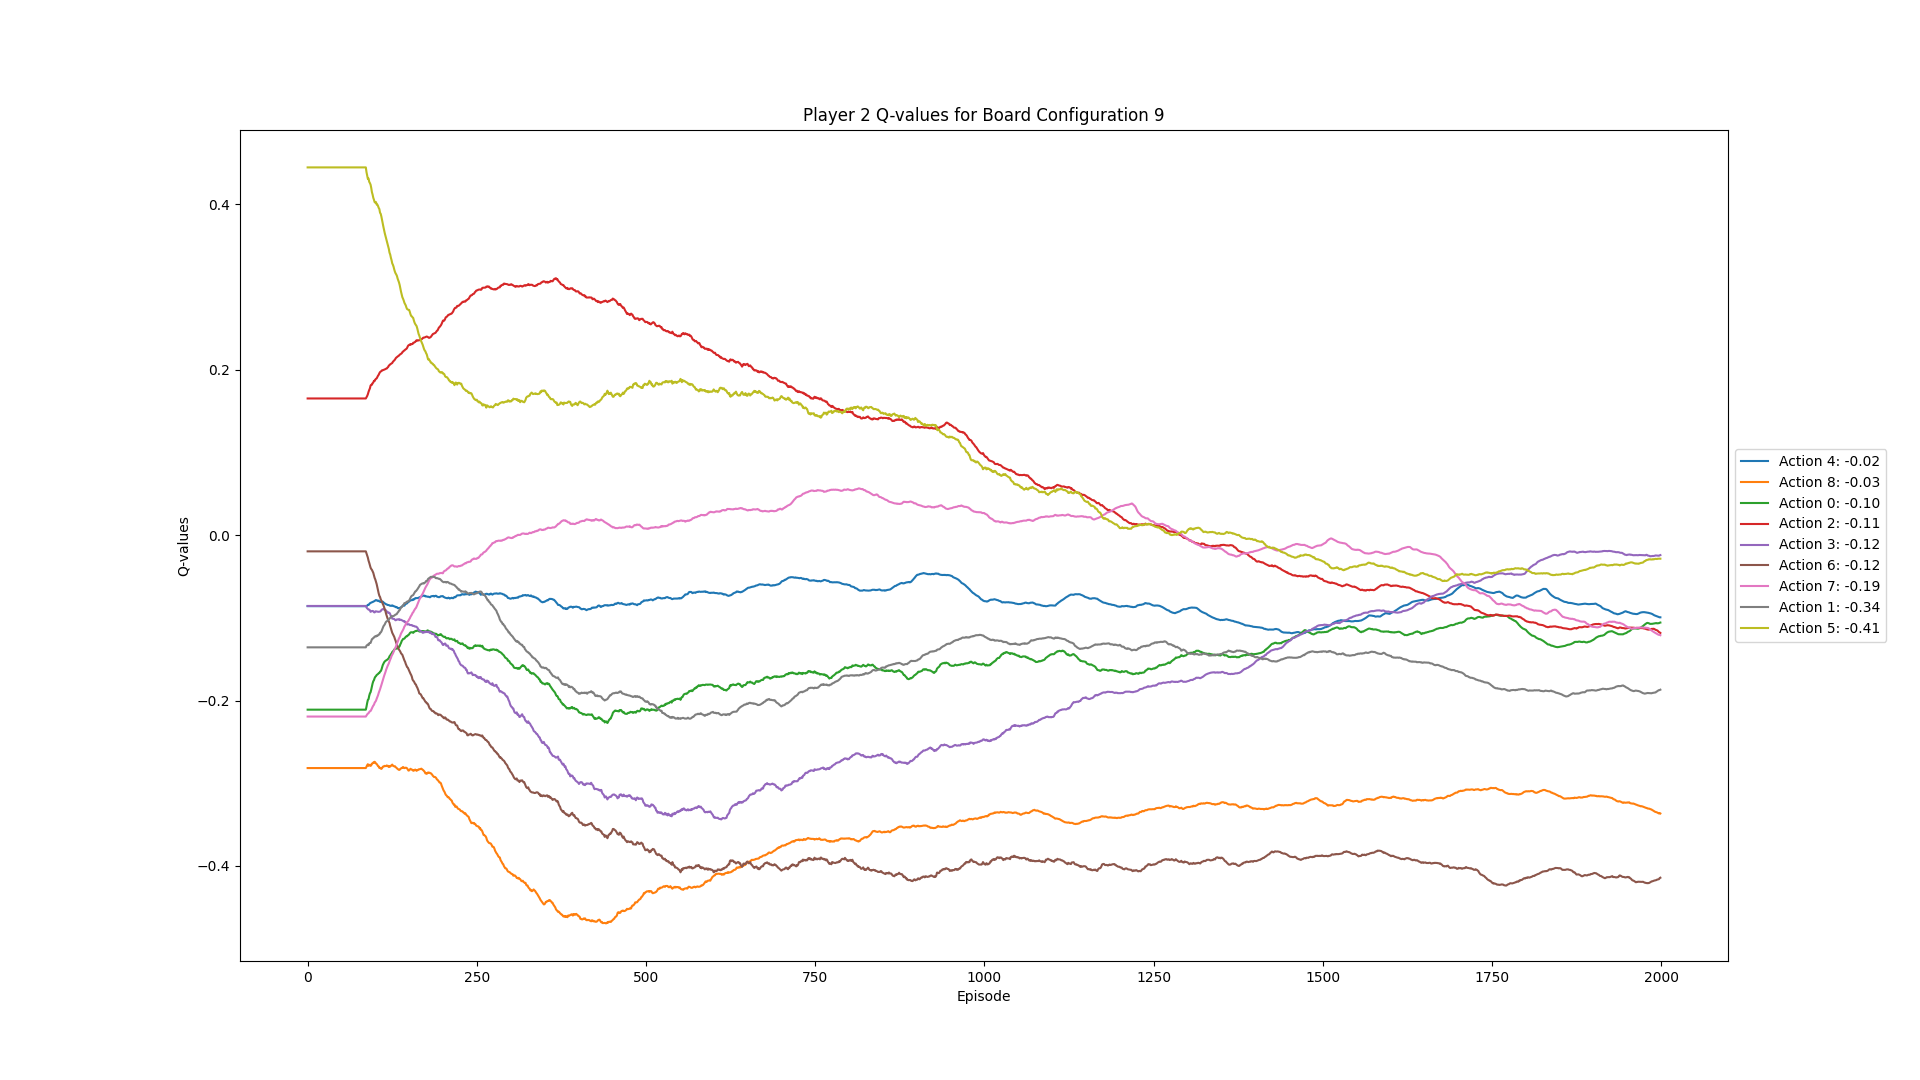 Player 2 Q-values for Board Configuration 9
Q-values
0.4
0.2
0.0
−0.2
−0.4
0
250
500
750
1000
1250
1500
1750
2000
Episode
Action 4: -0.02
Action 8: -0.03
Action 0: -0.10
Action 2: -0.11
Action 3: -0.12
Action 6: -0.12
Action 7: -0.19
Action 1: -0.34
Action 5: -0.41